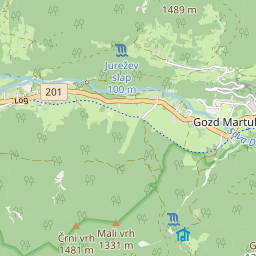 1489 m
Jurežev
slap
100 m
201
Log
Gozd Martul
Sava D
Mali vrh
1331 m
Črni vrh
1481 m